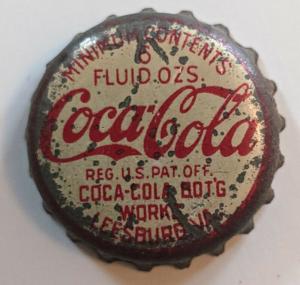 MINIMUM CONTENTS
6
FLUID.OZS.
Coca-Cola
REG.U.S.PAT.OFF.
COCA-COLA BOT'G
WORKS
LEESBURG, VA.